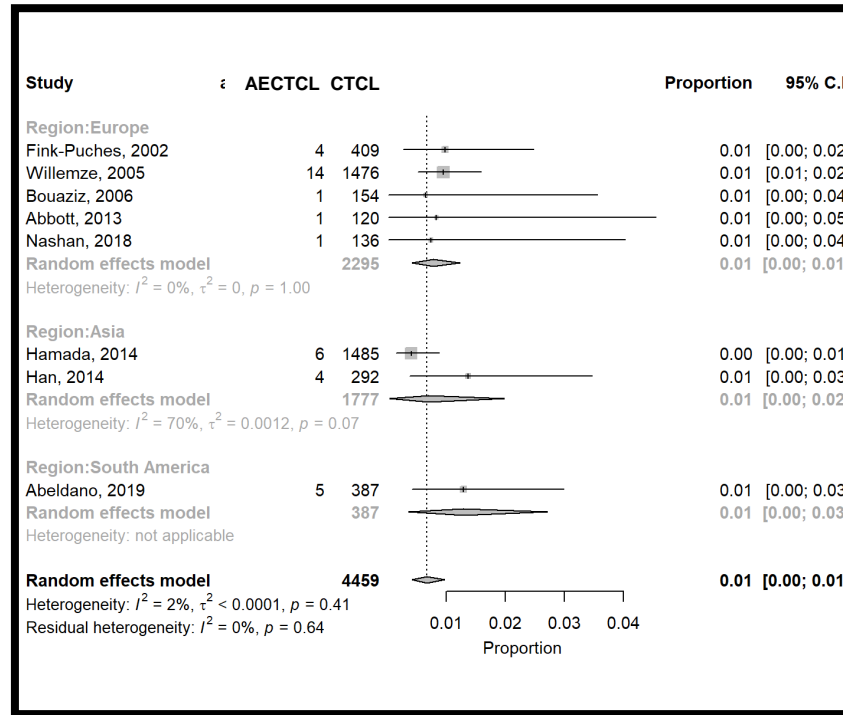 Study AECTCL CTCL Proportion 95% C.I
Region:Europe
Fink-Puches, 2002 4 409 0.01 [0.00; 0.02
Willemze, 2005 14 1476 0.01 [0.01; 0.02
Bouaziz, 2006 1 154 0.01 [0.00; 0.04
Abbott, 2013 1 120 0.01 [0.00; 0.05
Nashan, 2018 1 136 0.01 [0.00; 0.04
Random effects model 2295 0.01 [0.00; 0.01
Heterogeneity: I² = 0%, τ² = 0, p = 1.00
Region:Asia
Hamada, 2014 6 1485 0.00 [0.00; 0.01
Han, 2014 4 292 0.01 [0.00; 0.03
Random effects model 1777 0.01 [0.00; 0.02
Heterogeneity: I² = 70%, τ² = 0.0012, p = 0.07
Region:South America
Abeldano, 2019 5 387 0.01 [0.00; 0.03
Random effects model 387 0.01 [0.00; 0.03
Heterogeneity: not applicable
Random effects model 4459 0.01 [0.00; 0.01
Heterogeneity: I² = 2%, τ² < 0.0001, p = 0.41
Residual heterogeneity: I² = 0%, p = 0.64
0.01 0.02 0.03 0.04
Proportion